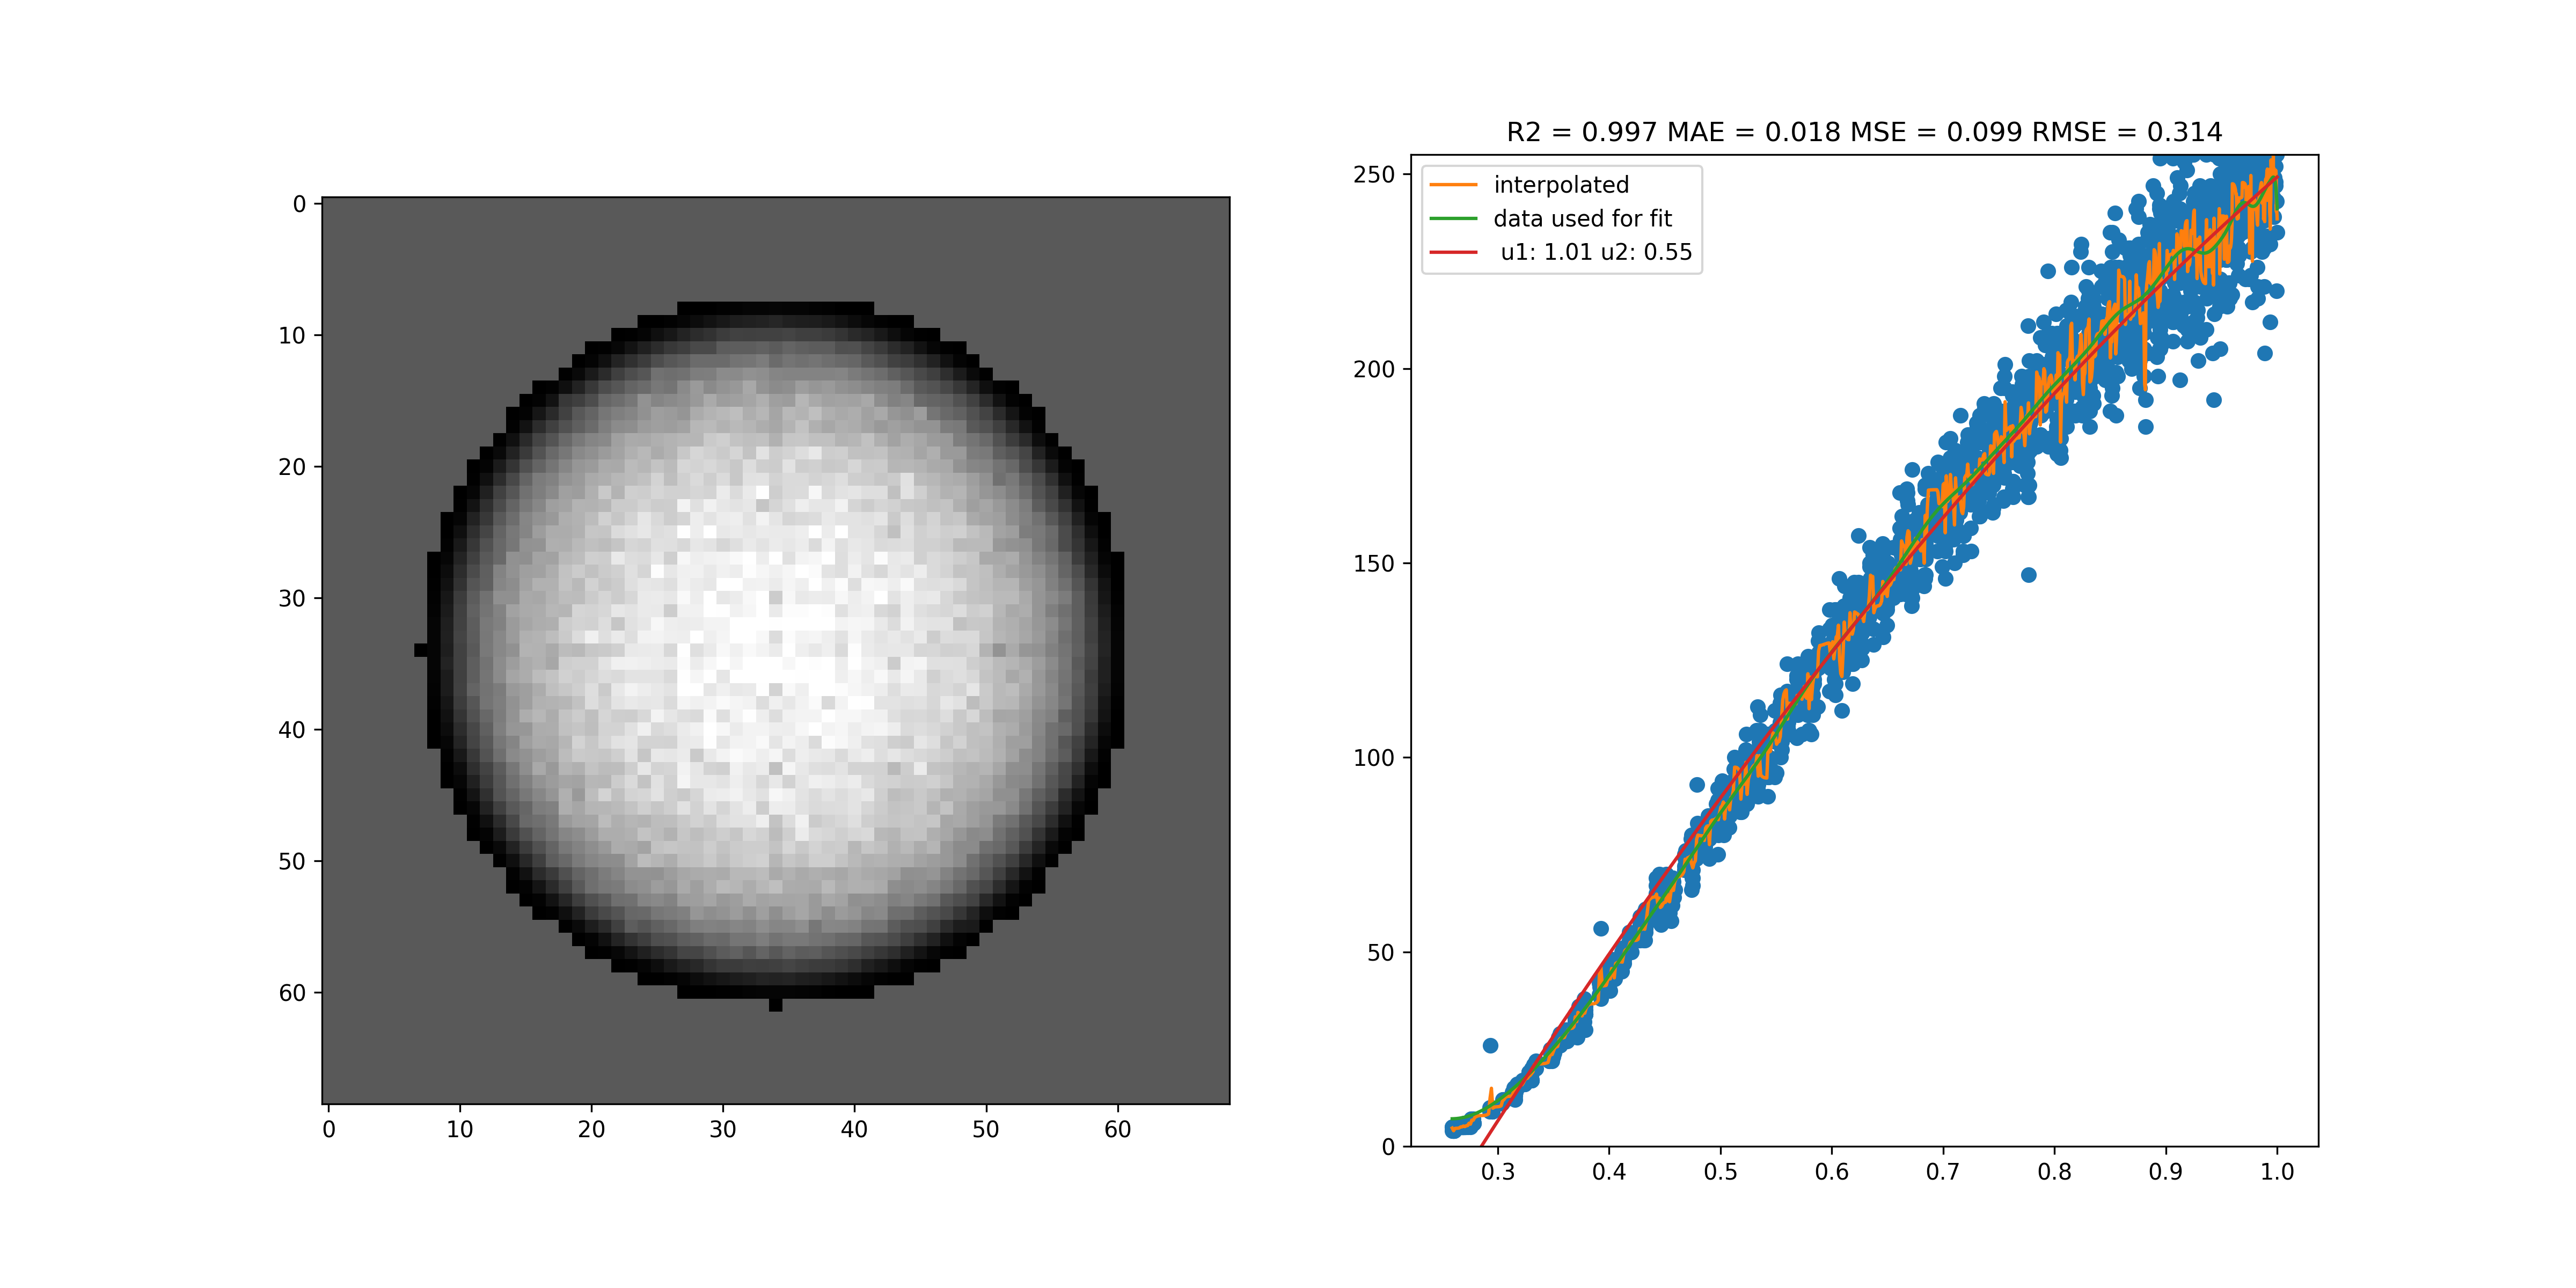 R2 = 0.997 MAE = 0.018 MSE = 0.099 RMSE = 0.314
interpolated
data used for fit
u1: 1.01 u2: 0.55
0
10
20
30
40
50
60
0 10 20 30 40 50 60
250
200
150
100
50
0
0.3 0.4 0.5 0.6 0.7 0.8 0.9 1.0